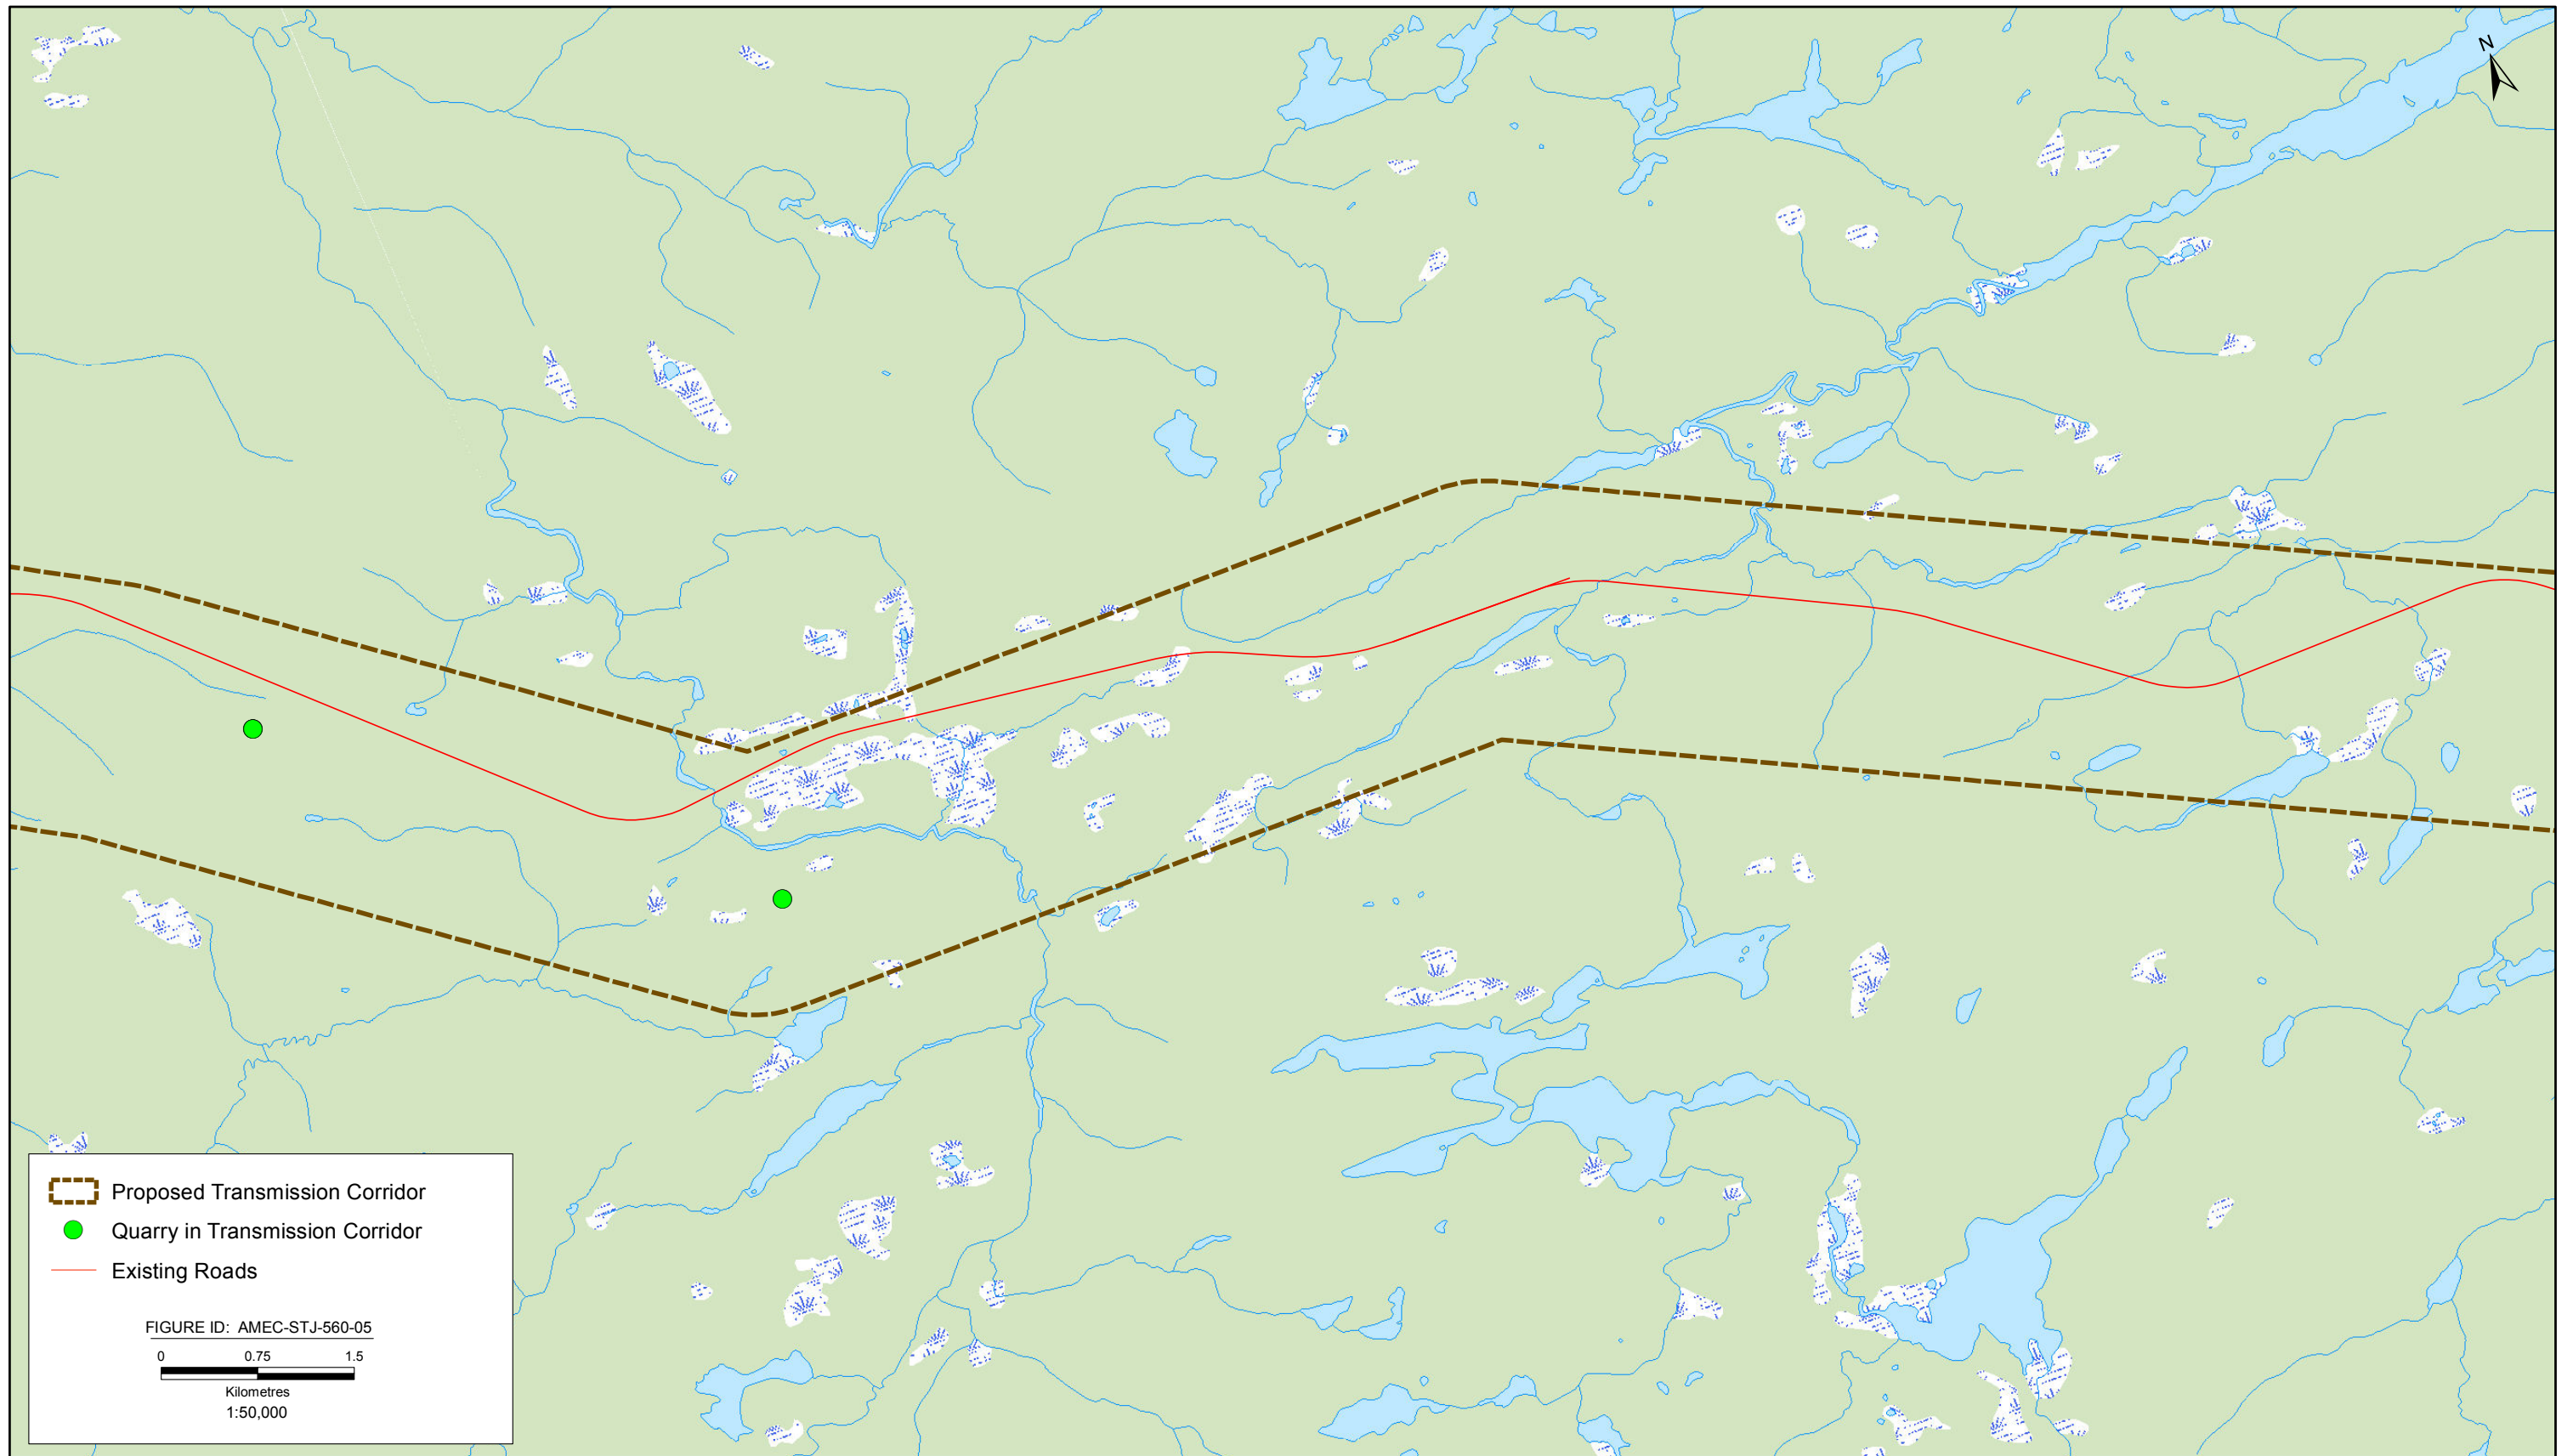 N
Proposed Transmission Corridor
Quarry in Transmission Corridor
Existing Roads
FIGURE ID: AMEC-STJ-560-05
0 0.75 1.5
Kilometres
1:50,000